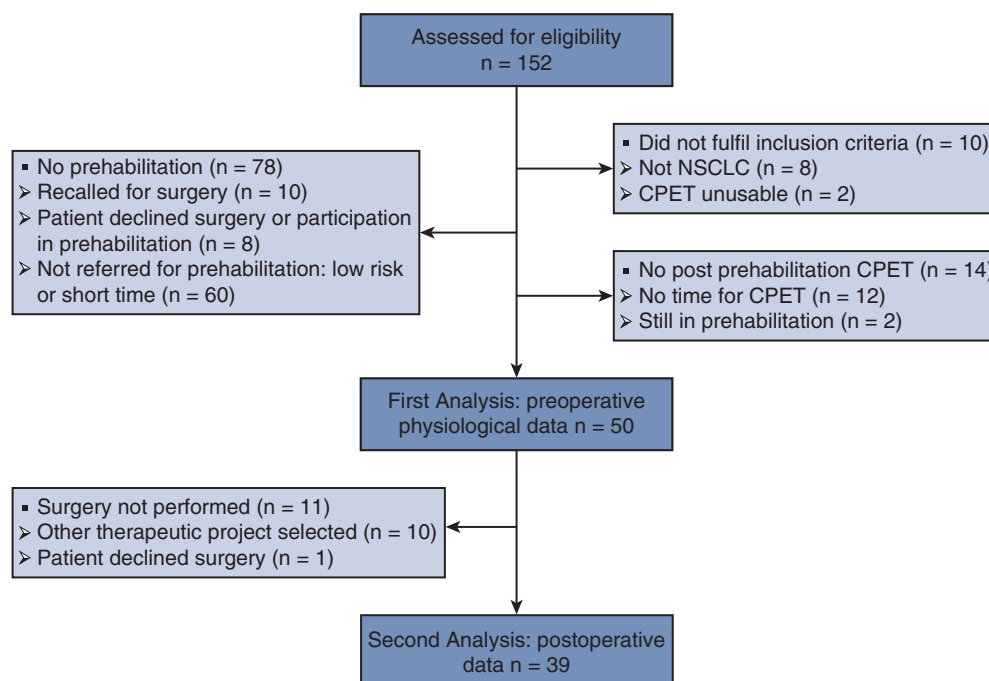 Assessed for eligibility
n = 152
▪ Did not fulfil inclusion criteria (n = 10)
➢ Not NSCLC (n = 8)
➢ CPET unusable (n = 2)
▪ No prehabilitation (n = 78)
➢ Recalled for surgery (n = 10)
➢ Patient declined surgery or participation
in prehabilitation (n = 8)
➢ Not referred for prehabilitation: low risk
or short time (n = 60)
▪ No post prehabilitation CPET (n = 14)
➢ No time for CPET (n = 12)
➢ Still in prehabilitation (n = 2)
First Analysis: preoperative
physiological data n = 50
▪ Surgery not performed (n = 11)
➢ Other therapeutic project selected (n = 10)
➢ Patient declined surgery (n = 1)
Second Analysis: postoperative
data n = 39